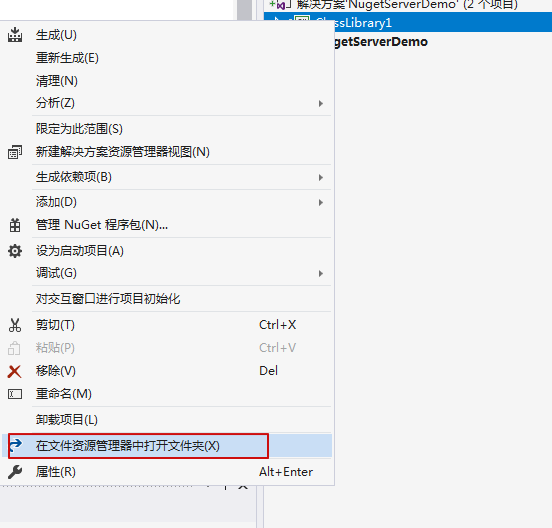 解决方案'NugetServerDemo' (2 个项目)
ClassLibrary1
getServerDemo
生成(U)
重新生成(E)
清理(N)
分析(Z)
限定为此范围(S)
新建解决方案资源管理器视图(N)
生成依赖项(B)
添加(D)
管理 NuGet 程序包(N)...
设为启动项目(A)
调试(G)
对交互窗口进行项目初始化
剪切(T) Ctrl+X
粘贴(P) Ctrl+V
移除(V) Del
重命名(M)
卸载项目(L)
在文件资源管理器中打开文件夹(X)
属性(R) Alt+Enter